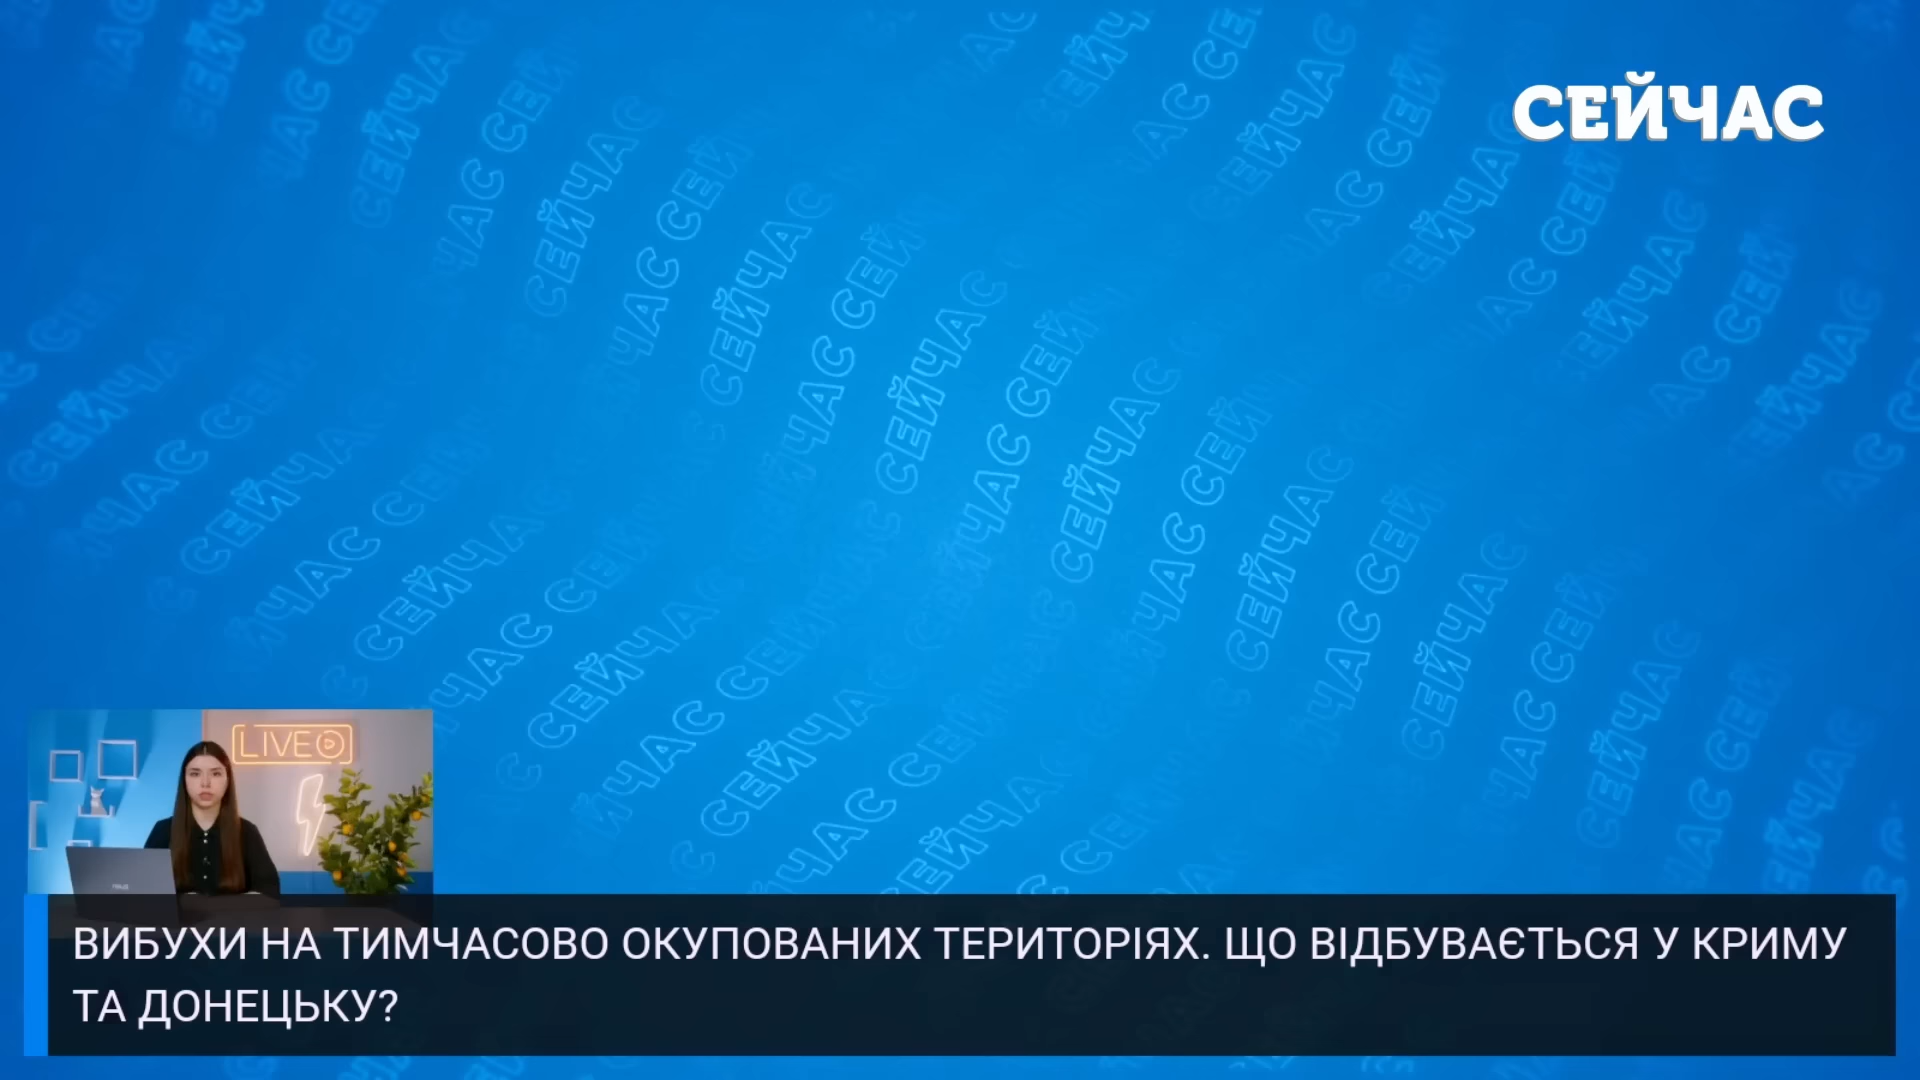 СЕЙЧАС
LIVE
ВИБУХИ НА ТИМЧАСОВО ОКУПОВАНИХ ТЕРИТОРІЯХ. ЩО ВІДБУВАЄТЬСЯ У КРИМУ
ТА ДОНЕЦЬКУ?